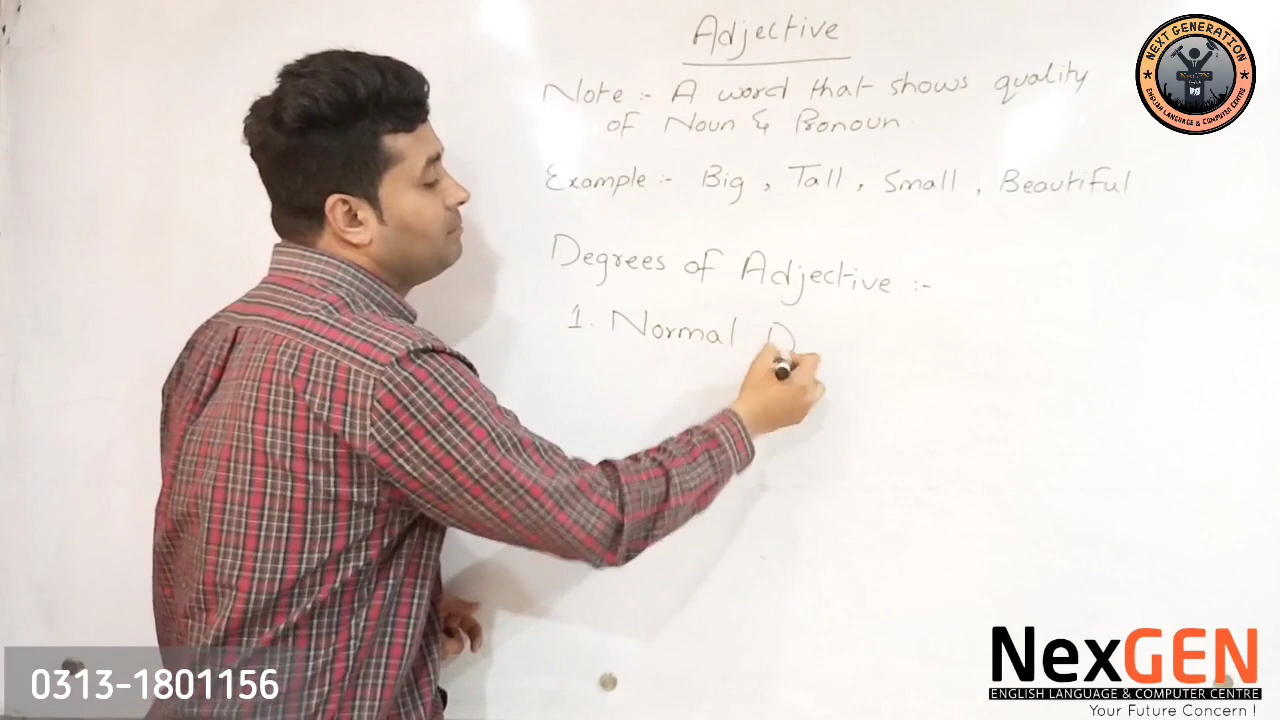 Adjective
Note :- A word that shows quality
of Noun & Pronoun.
Example :- Big , Tall , Small , Beautiful
Degrees of Adjective :-
1. Normal D
NEXT GENERATION
NexGEN
ENGLISH LANGUAGE & COMPUTER CENTRE
0313-1801156
NexGEN
ENGLISH LANGUAGE & COMPUTER CENTRE
Your Future Concern !